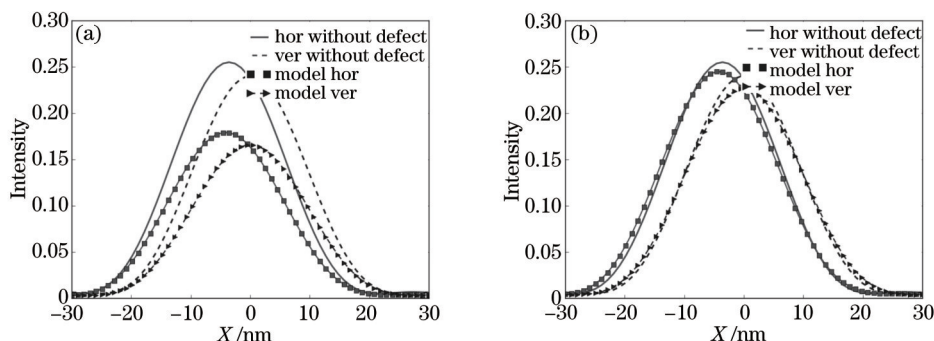 (a)
hor without defect
ver without defect
model hor
model ver
Intensity
0.30
0.25
0.20
0.15
0.10
0.05
0
−30
−20
−10
0
10
20
30
X /nm
(b)
hor without defect
ver without defect
model hor
model ver
Intensity
0.30
0.25
0.20
0.15
0.10
0.05
0
−30
−20
−10
0
10
20
30
X /nm